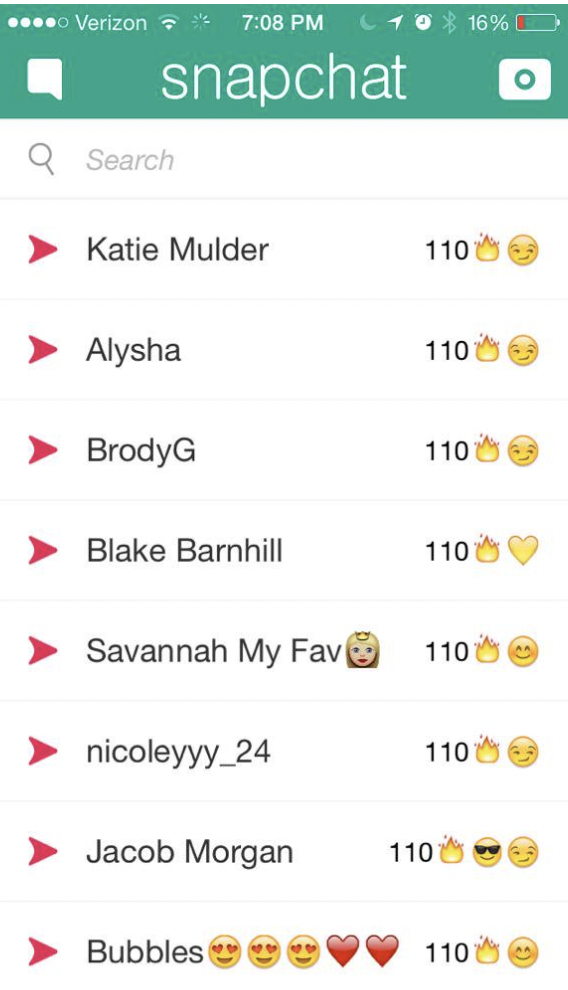 Verizon 7:08 PM 16%
snapchat
Search
Katie Mulder 110🔥😏
Alysha 110🔥😏
BrodyG 110🔥😏
Blake Barnhill 110🔥💛
Savannah My Fav👸🏼 110🔥😊
nicoleyyy_24 110🔥😏
Jacob Morgan 110🔥😎😏
Bubbles😍😍😍❤️❤️ 110🔥😊